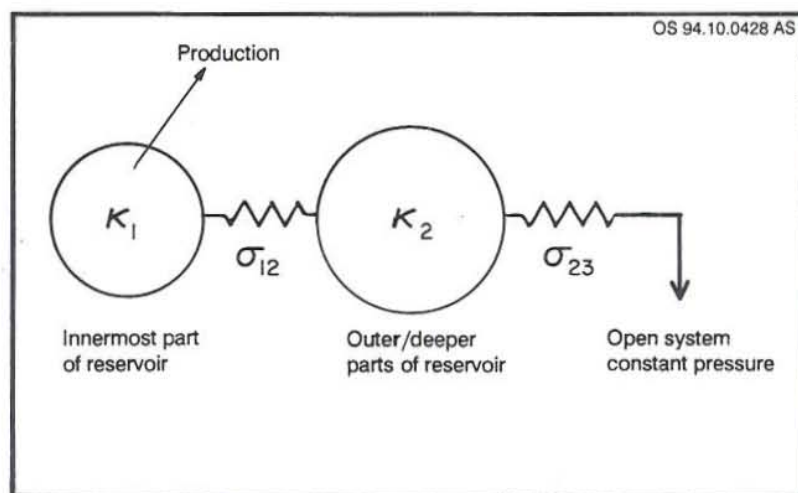 OS 94.10.0428 AS
Production
κ₁
σ₁₂
κ₂
σ₂₃
Innermost part
of reservoir
Outer/deeper
parts of reservoir
Open system
constant pressure